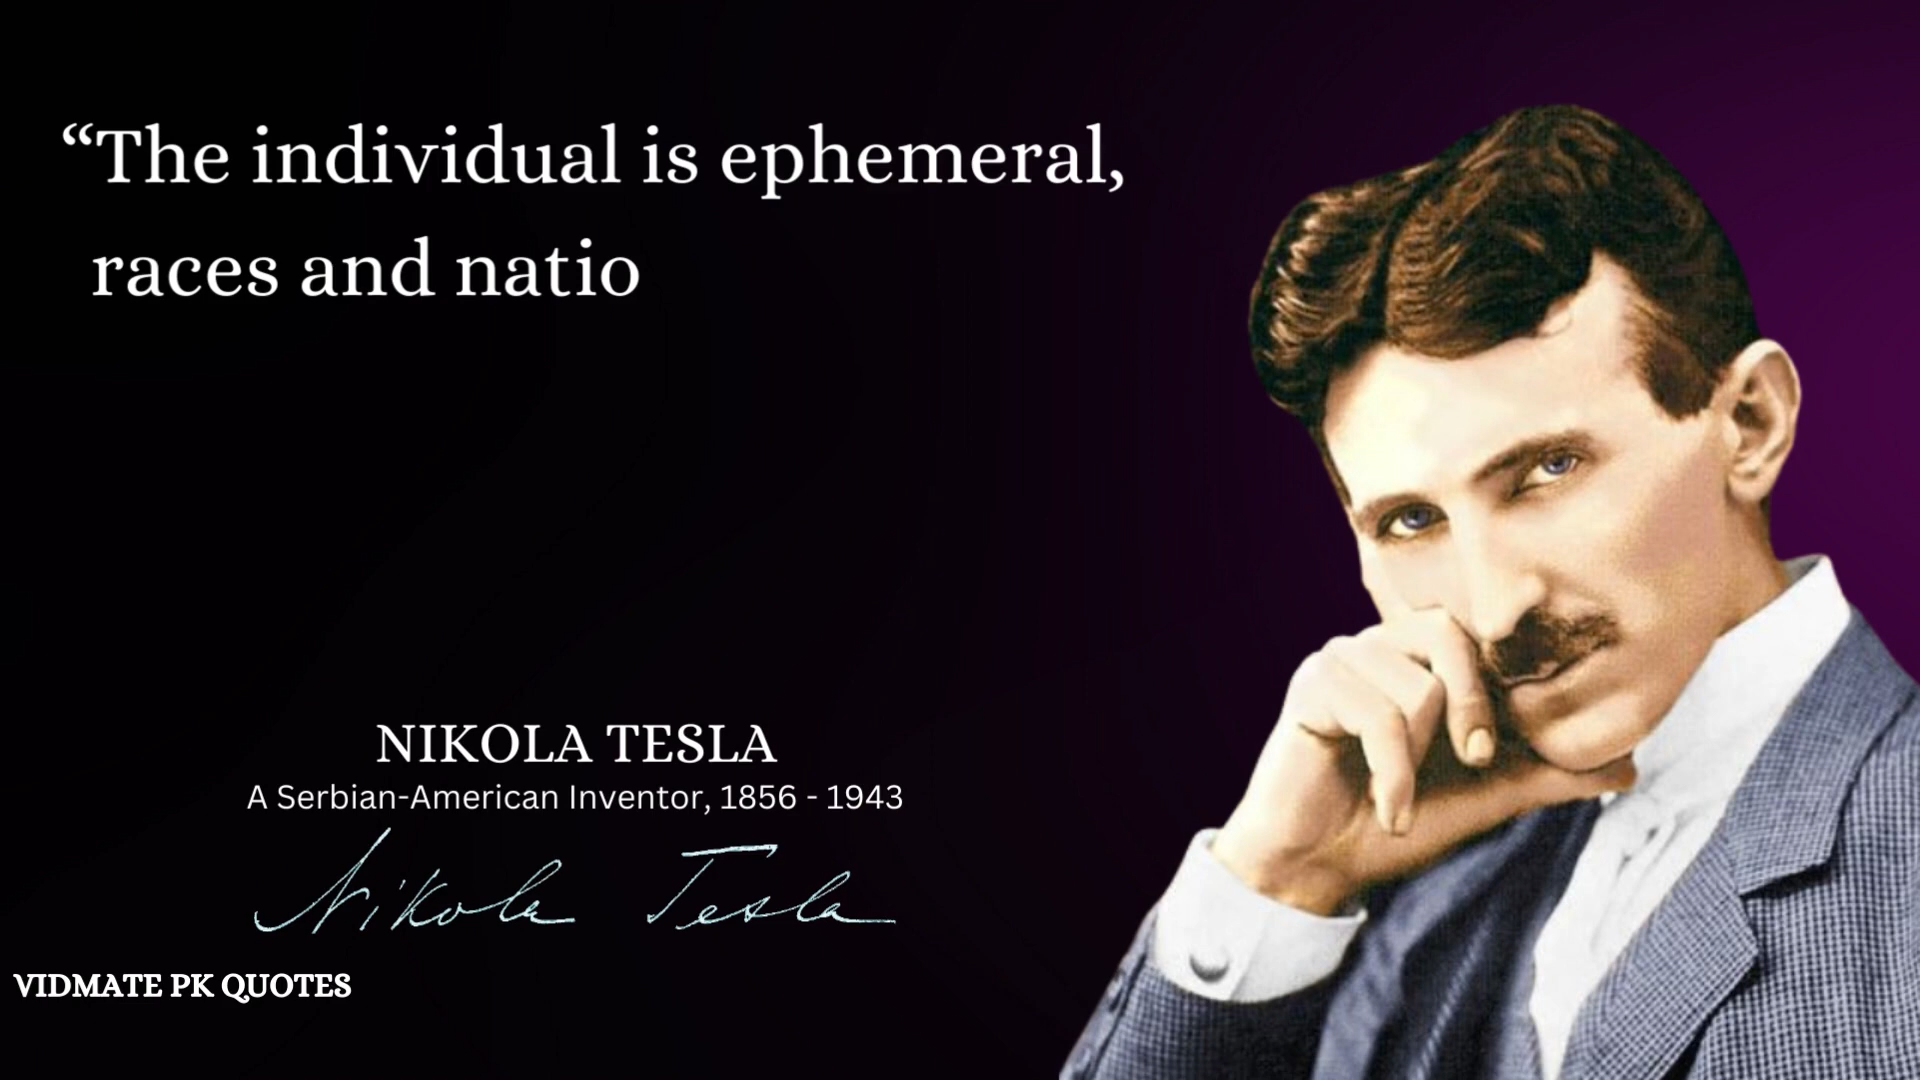 “The individual is ephemeral,
races and natio
NIKOLA TESLA
A Serbian-American Inventor, 1856 - 1943
Nikola Tesla
VIDMATE PK QUOTES